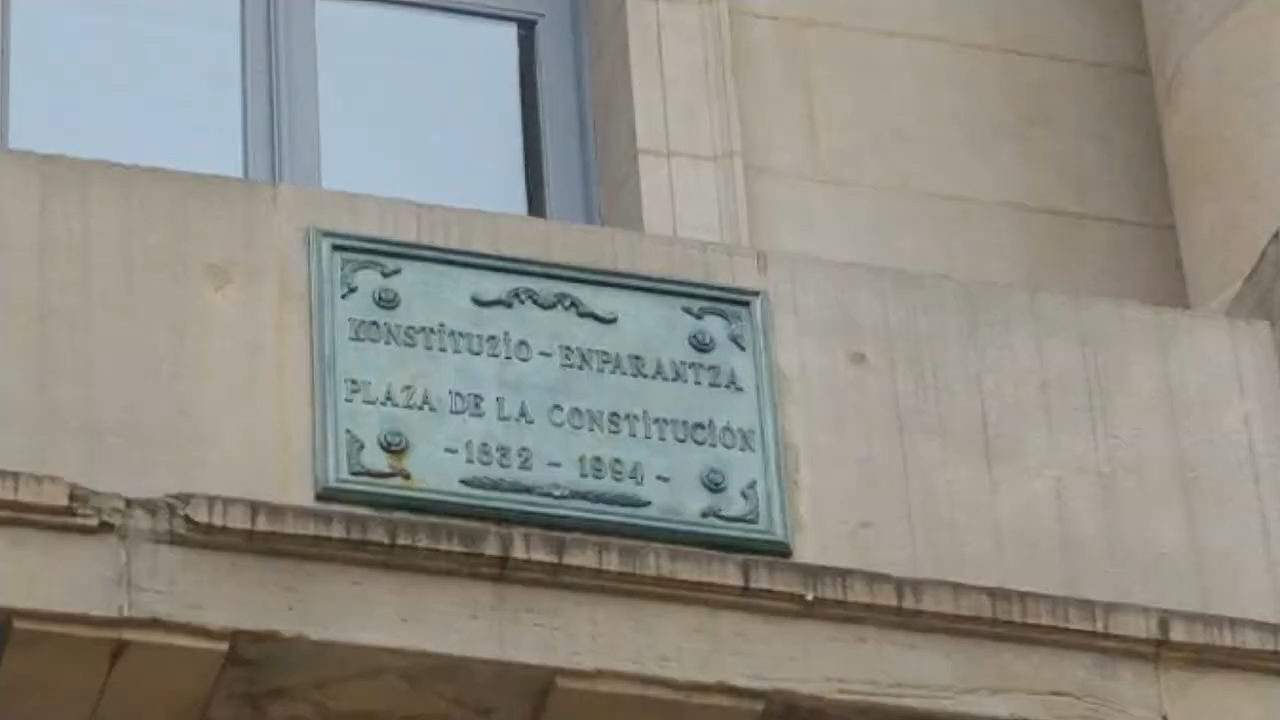 KONSTITUZIO - ENPARANTZA
PLAZA DE LA CONSTITUCIÓN
- 1832 - 1994 -